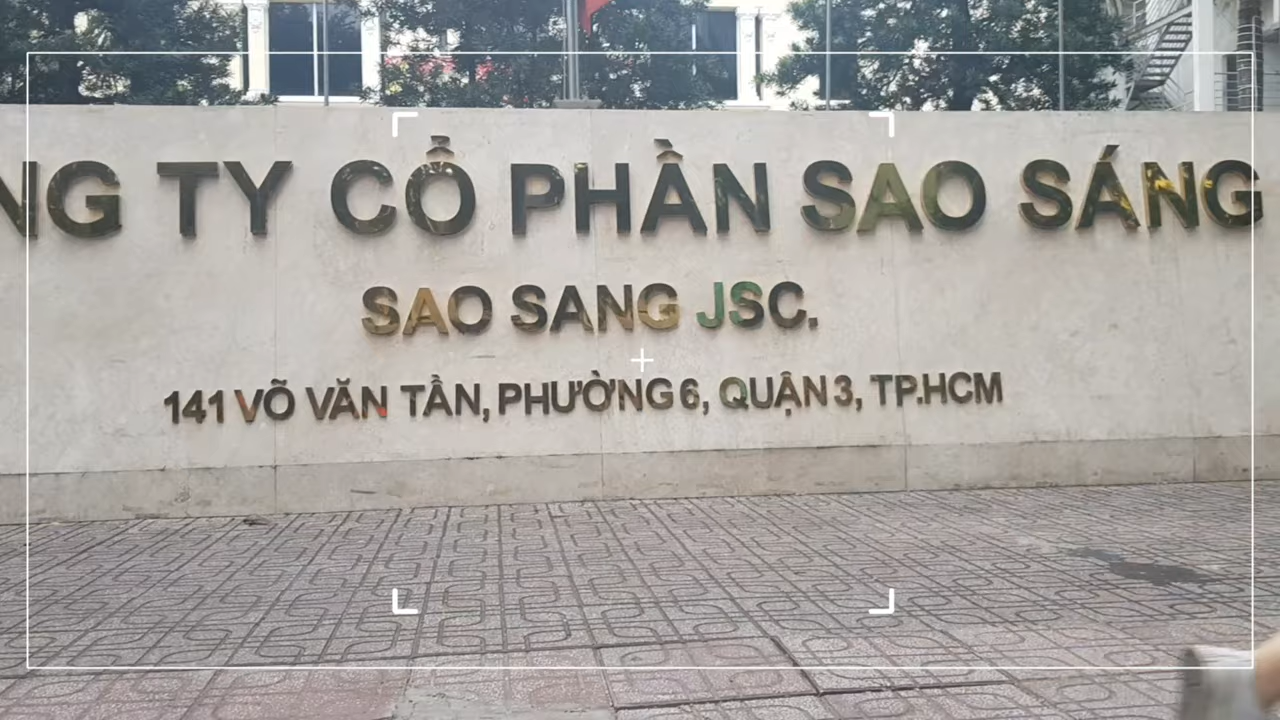 NG TY CỔ PHẦN SAO SÁNG
SAO SANG JSC.
141 VÕ VĂN TẦN, PHƯỜNG 6, QUẬN 3, TP.HCM